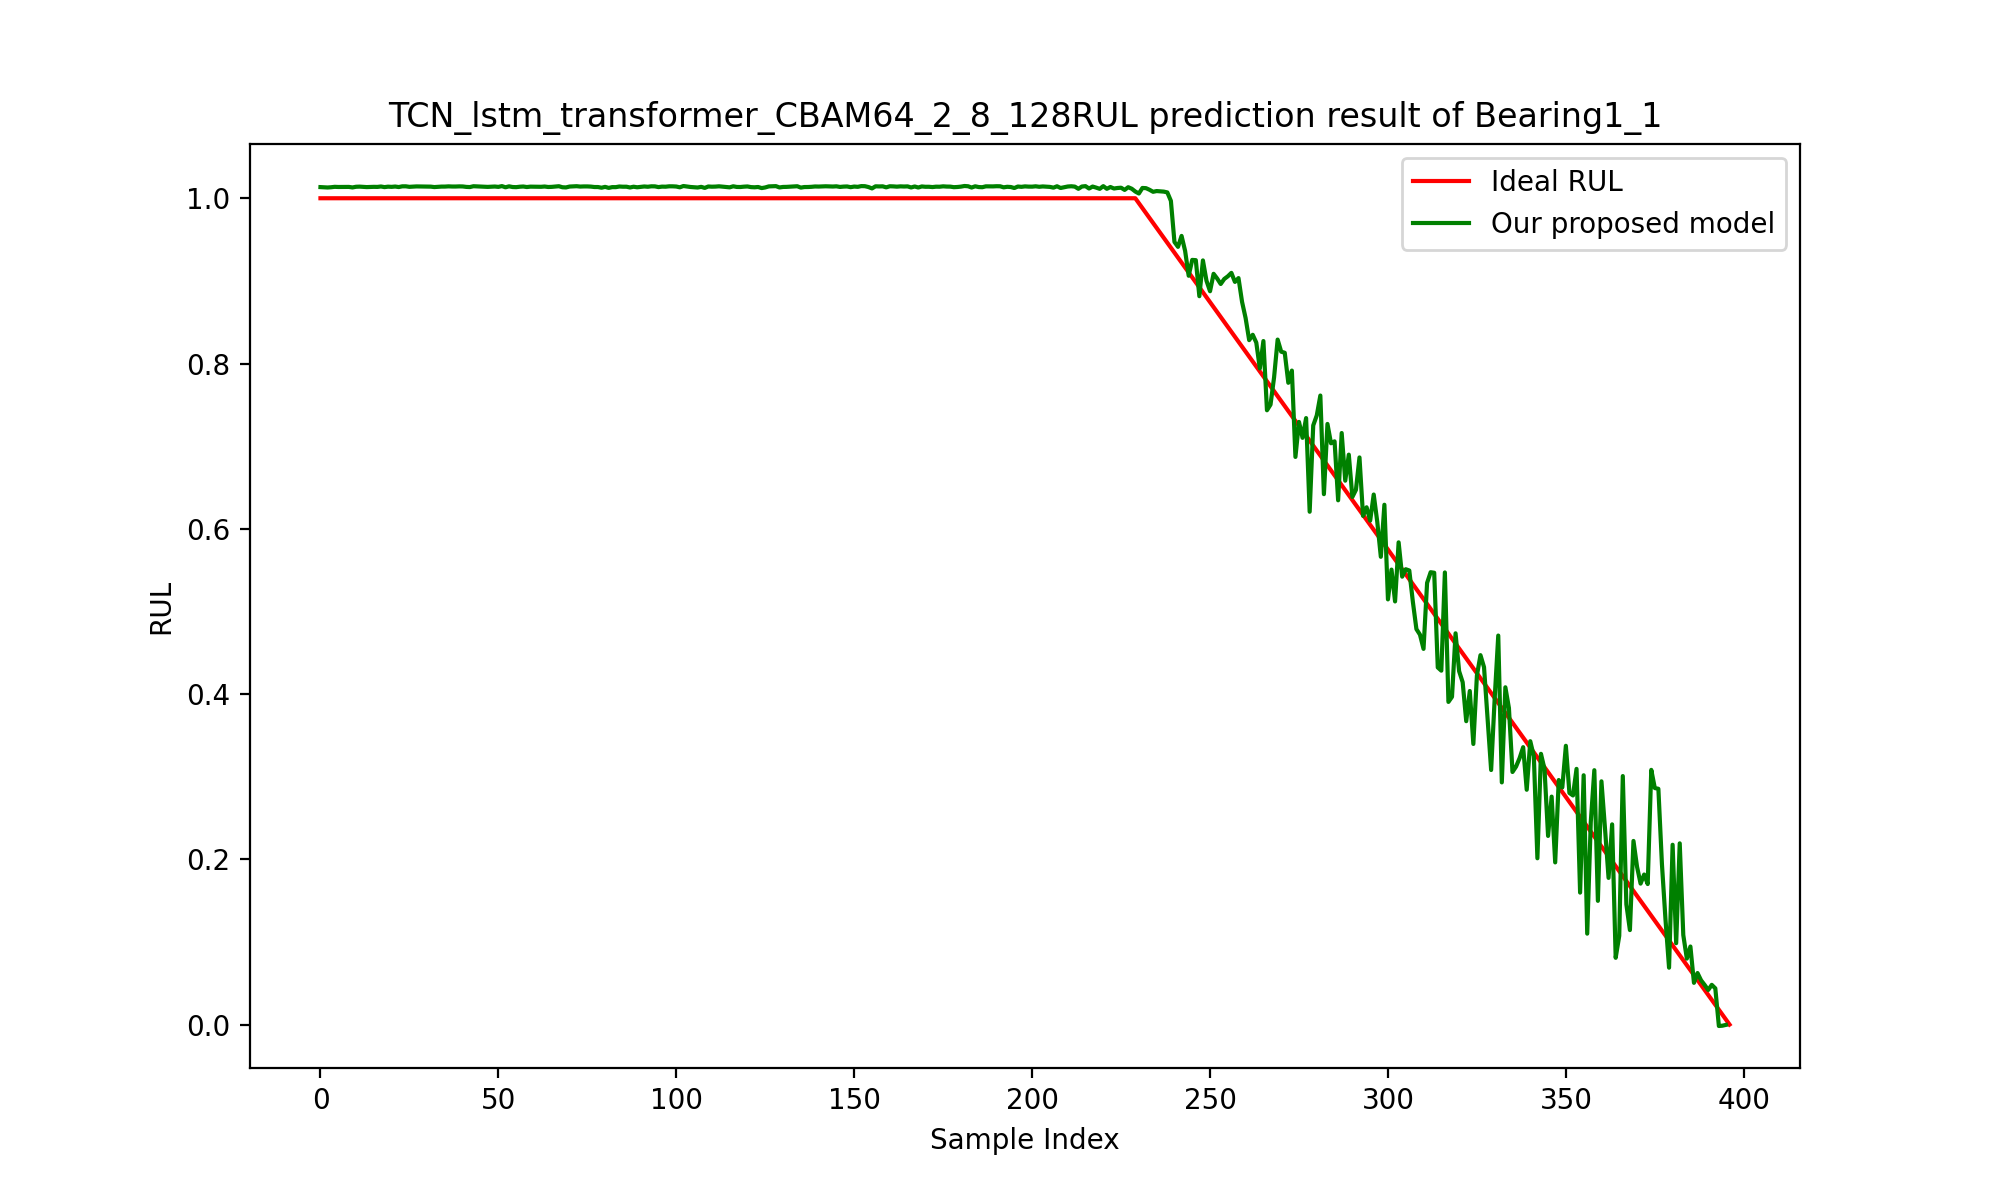 TCN_lstm_transformer_CBAM64_2_8_128RUL prediction result of Bearing1_1
Ideal RUL
Our proposed model
1.0
0.8
0.6
0.4
0.2
0.0
RUL
0 50 100 150 200 250 300 350 400
Sample Index